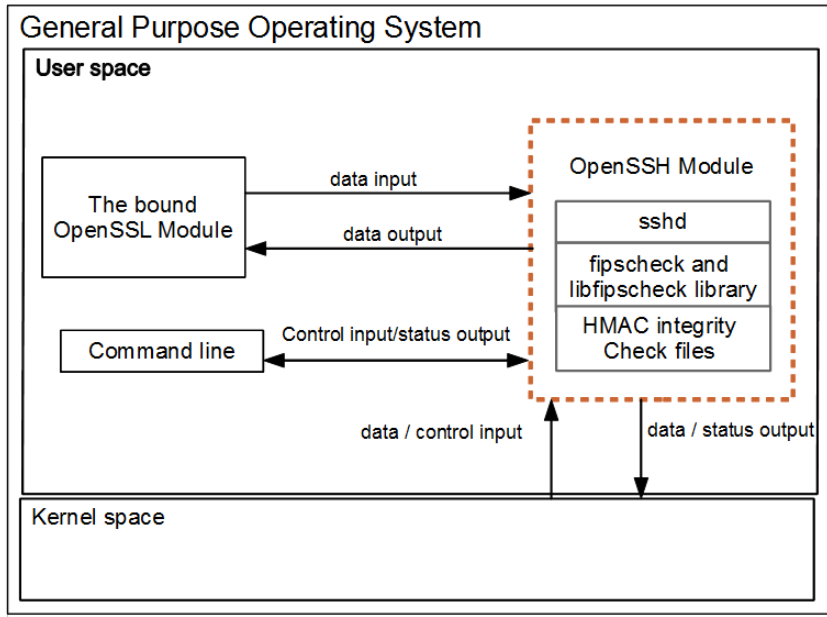 General Purpose Operating System
User space
The bound
OpenSSL Module
data input
data output
OpenSSH Module
sshd
fipscheck and
libfipscheck library
HMAC integrity
Check files
Command line
Control input/status output
data / control input
data / status output
Kernel space